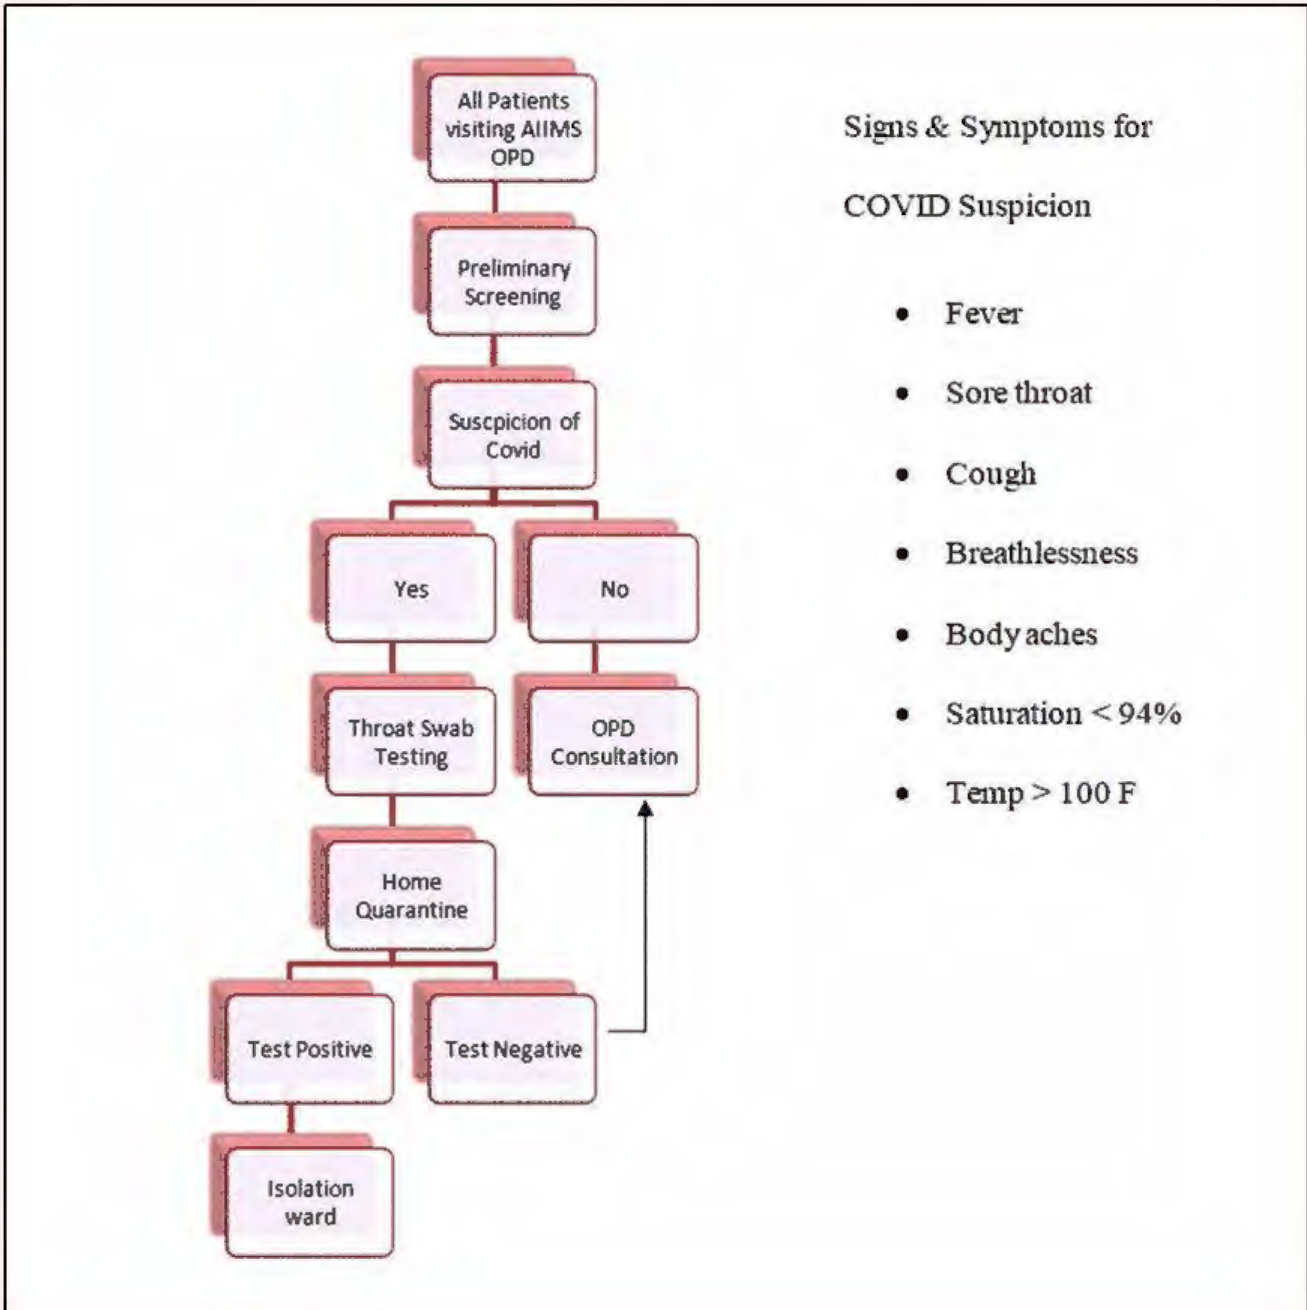 All Patients
visiting AIIMS
OPD
Preliminary
Screening
Suscpicion of
Covid
Yes
No
Throat Swab
Testing
OPD
Consultation
Home
Quarantine
Test Positive
Test Negative
Isolation
ward
Signs & Symptoms for
COVID Suspicion
• Fever
• Sore throat
• Cough
• Breathlessness
• Body aches
• Saturation < 94%
• Temp > 100 F